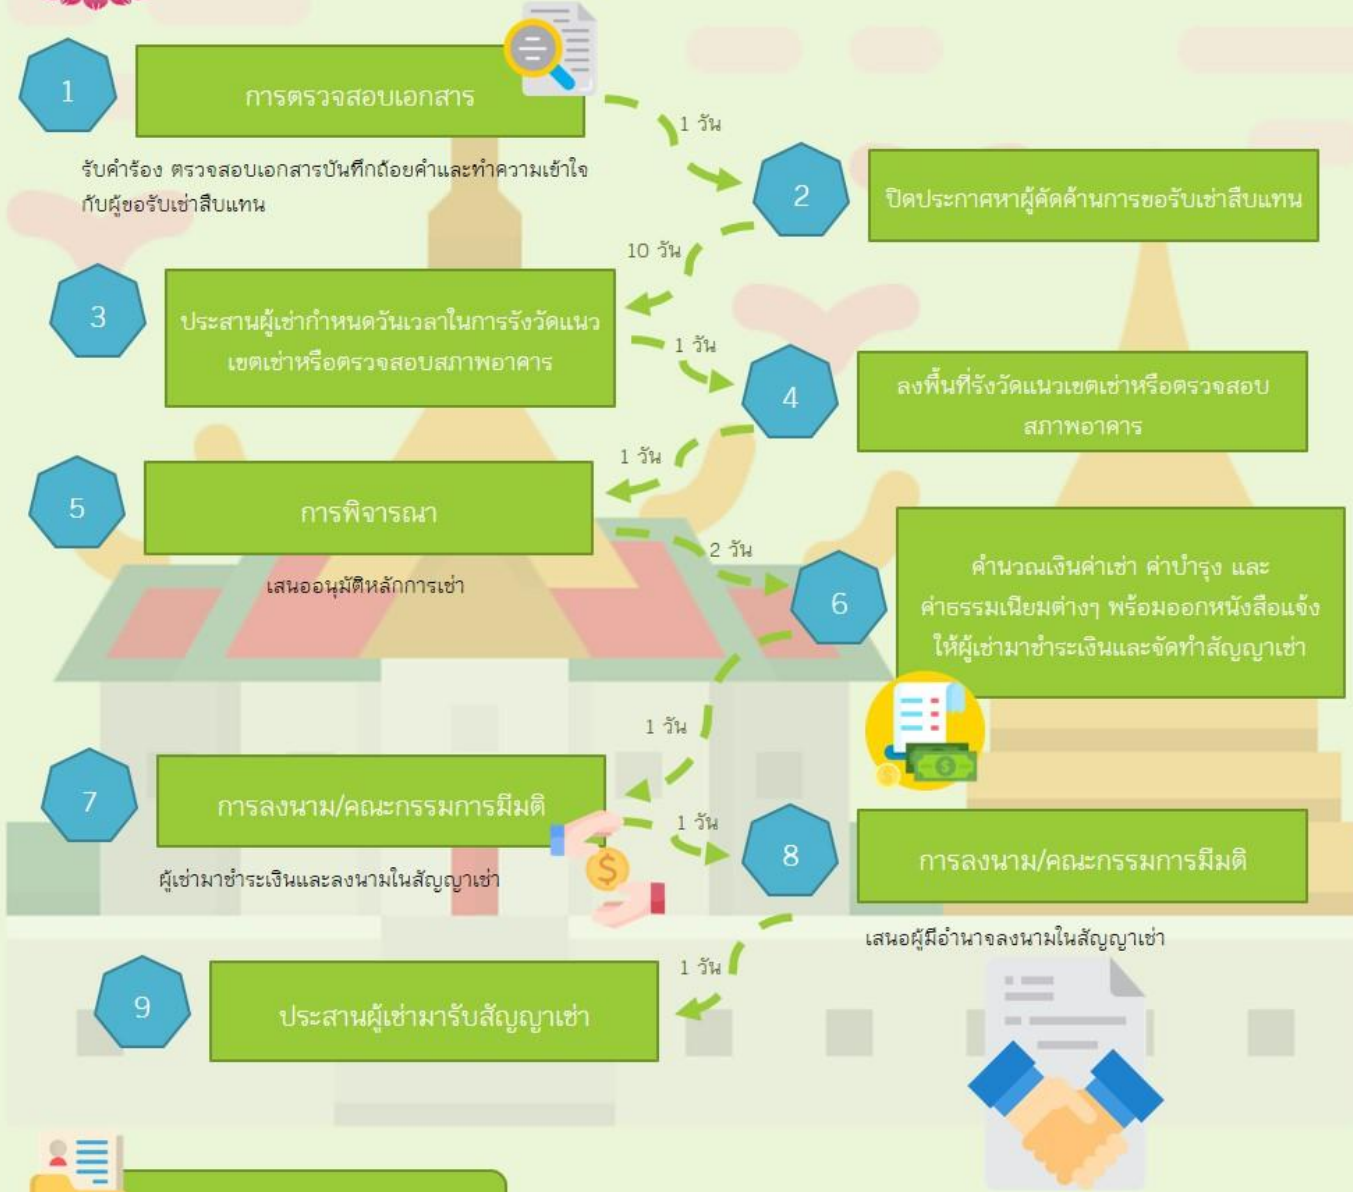 1
การตรวจสอบเอกสาร
1 วัน
รับคำร้อง ตรวจสอบเอกสารบันทึกถ้อยคำและทำความเข้าใจ
กับผู้ขอรับเช่าสืบแทน
2
ปิดประกาศหาผู้คัดค้านการขอรับเช่าสืบแทน
10 วัน
3
ประสานผู้เช่ากำหนดวันเวลาในการรังวัดแนว
เขตเช่าหรือตรวจสอบสภาพอาคาร
1 วัน
4
ลงพื้นที่รังวัดแนวเขตเช่าหรือตรวจสอบ
สภาพอาคาร
1 วัน
5
การพิจารณา
เสนออนุมัติหลักการเช่า
2 วัน
6
คำนวณเงินค่าเช่า ค่าบำรุง และ
ค่าธรรมเนียมต่างๆ พร้อมออกหนังสือแจ้ง
ให้ผู้เช่ามาชำระเงินและจัดทำสัญญาเช่า
1 วัน
7
การลงนาม/คณะกรรมการมีมติ
ผู้เช่ามาชำระเงินและลงนามในสัญญาเช่า
1 วัน
8
การลงนาม/คณะกรรมการมีมติ
เสนอผู้มีอำนาจลงนามในสัญญาเช่า
1 วัน
9
ประสานผู้เช่ามารับสัญญาเช่า